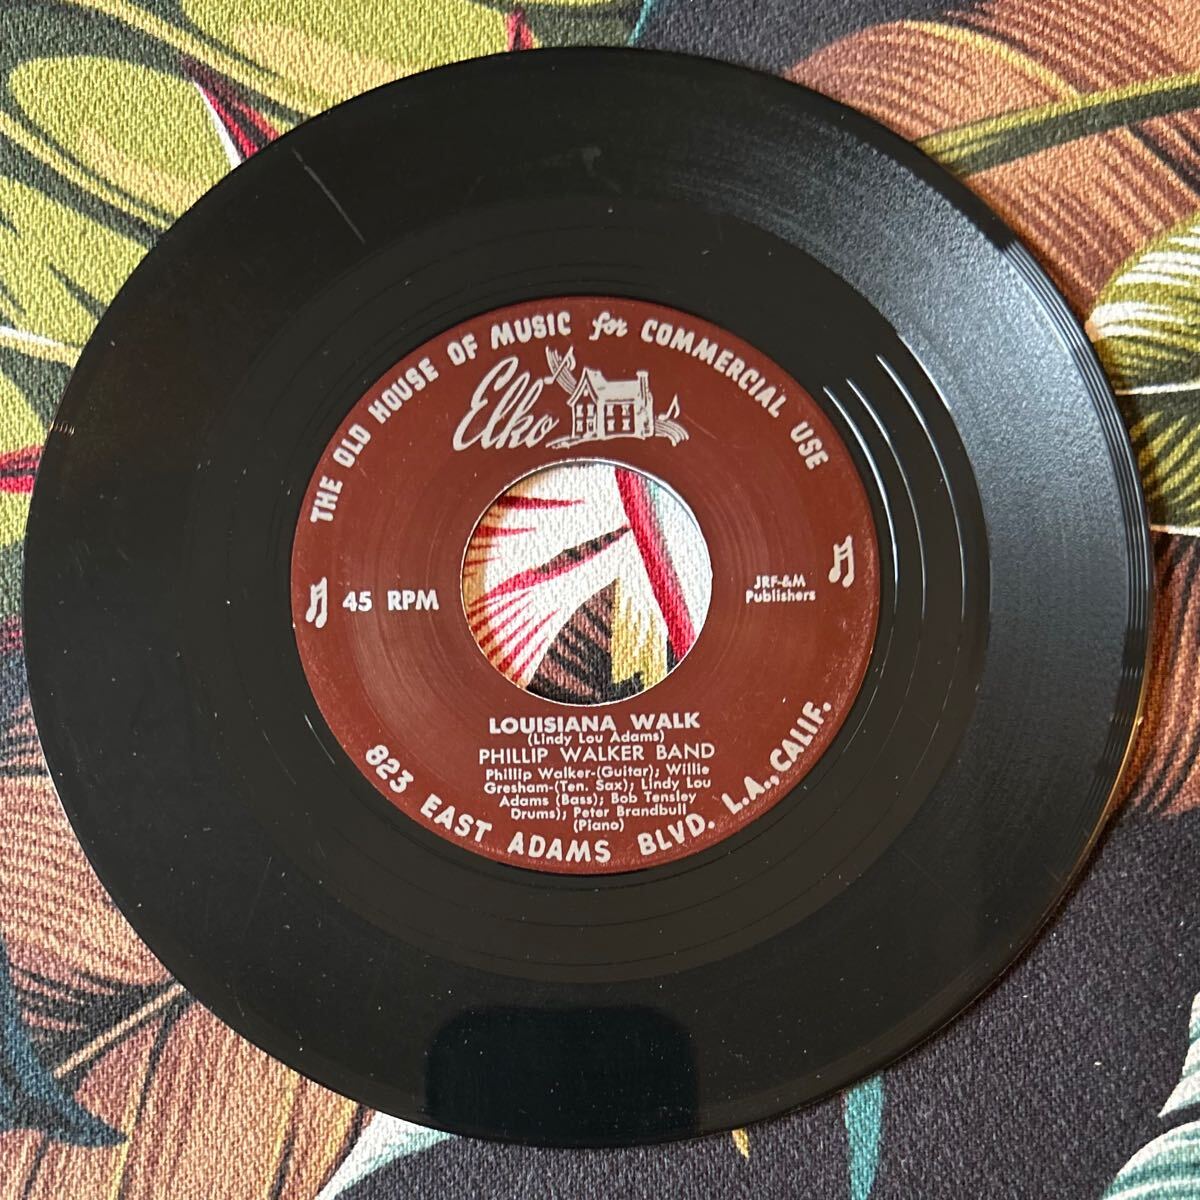 THE OLD HOUSE OF MUSIC for COMMERCIAL USE
Elko
45 RPM
JRF-&M
Publishers
LOUISIANA WALK
(Lindy Lou Adams)
PHILLIP WALKER BAND
Phillip Walker-(Guitar); Willie
Gresham-(Ten. Sax); Lindy Lou
Adams (Bass); Bob Tensley
Drums); Peter Brandbull
(Piano)
823 EAST ADAMS BLVD. L.A., CALIF.